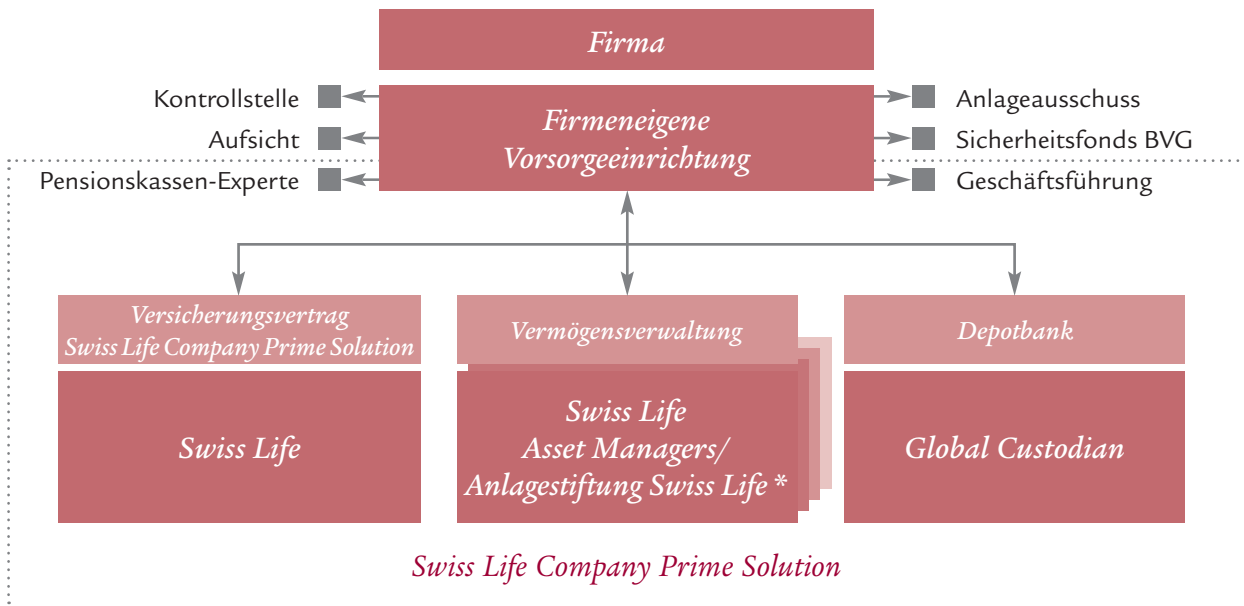 Firma
Kontrollstelle
Aufsicht
Pensionskassen-Experte
Firmeneigene
Vorsorgeeinrichtung
Anlageausschuss
Sicherheitsfonds BVG
Geschäftsführung
Versicherungsvertrag
Swiss Life Company Prime Solution
Swiss Life
Vermögensverwaltung
Swiss Life
Asset Managers/
Anlagestiftung Swiss Life *
Depotbank
Global Custodian
Swiss Life Company Prime Solution